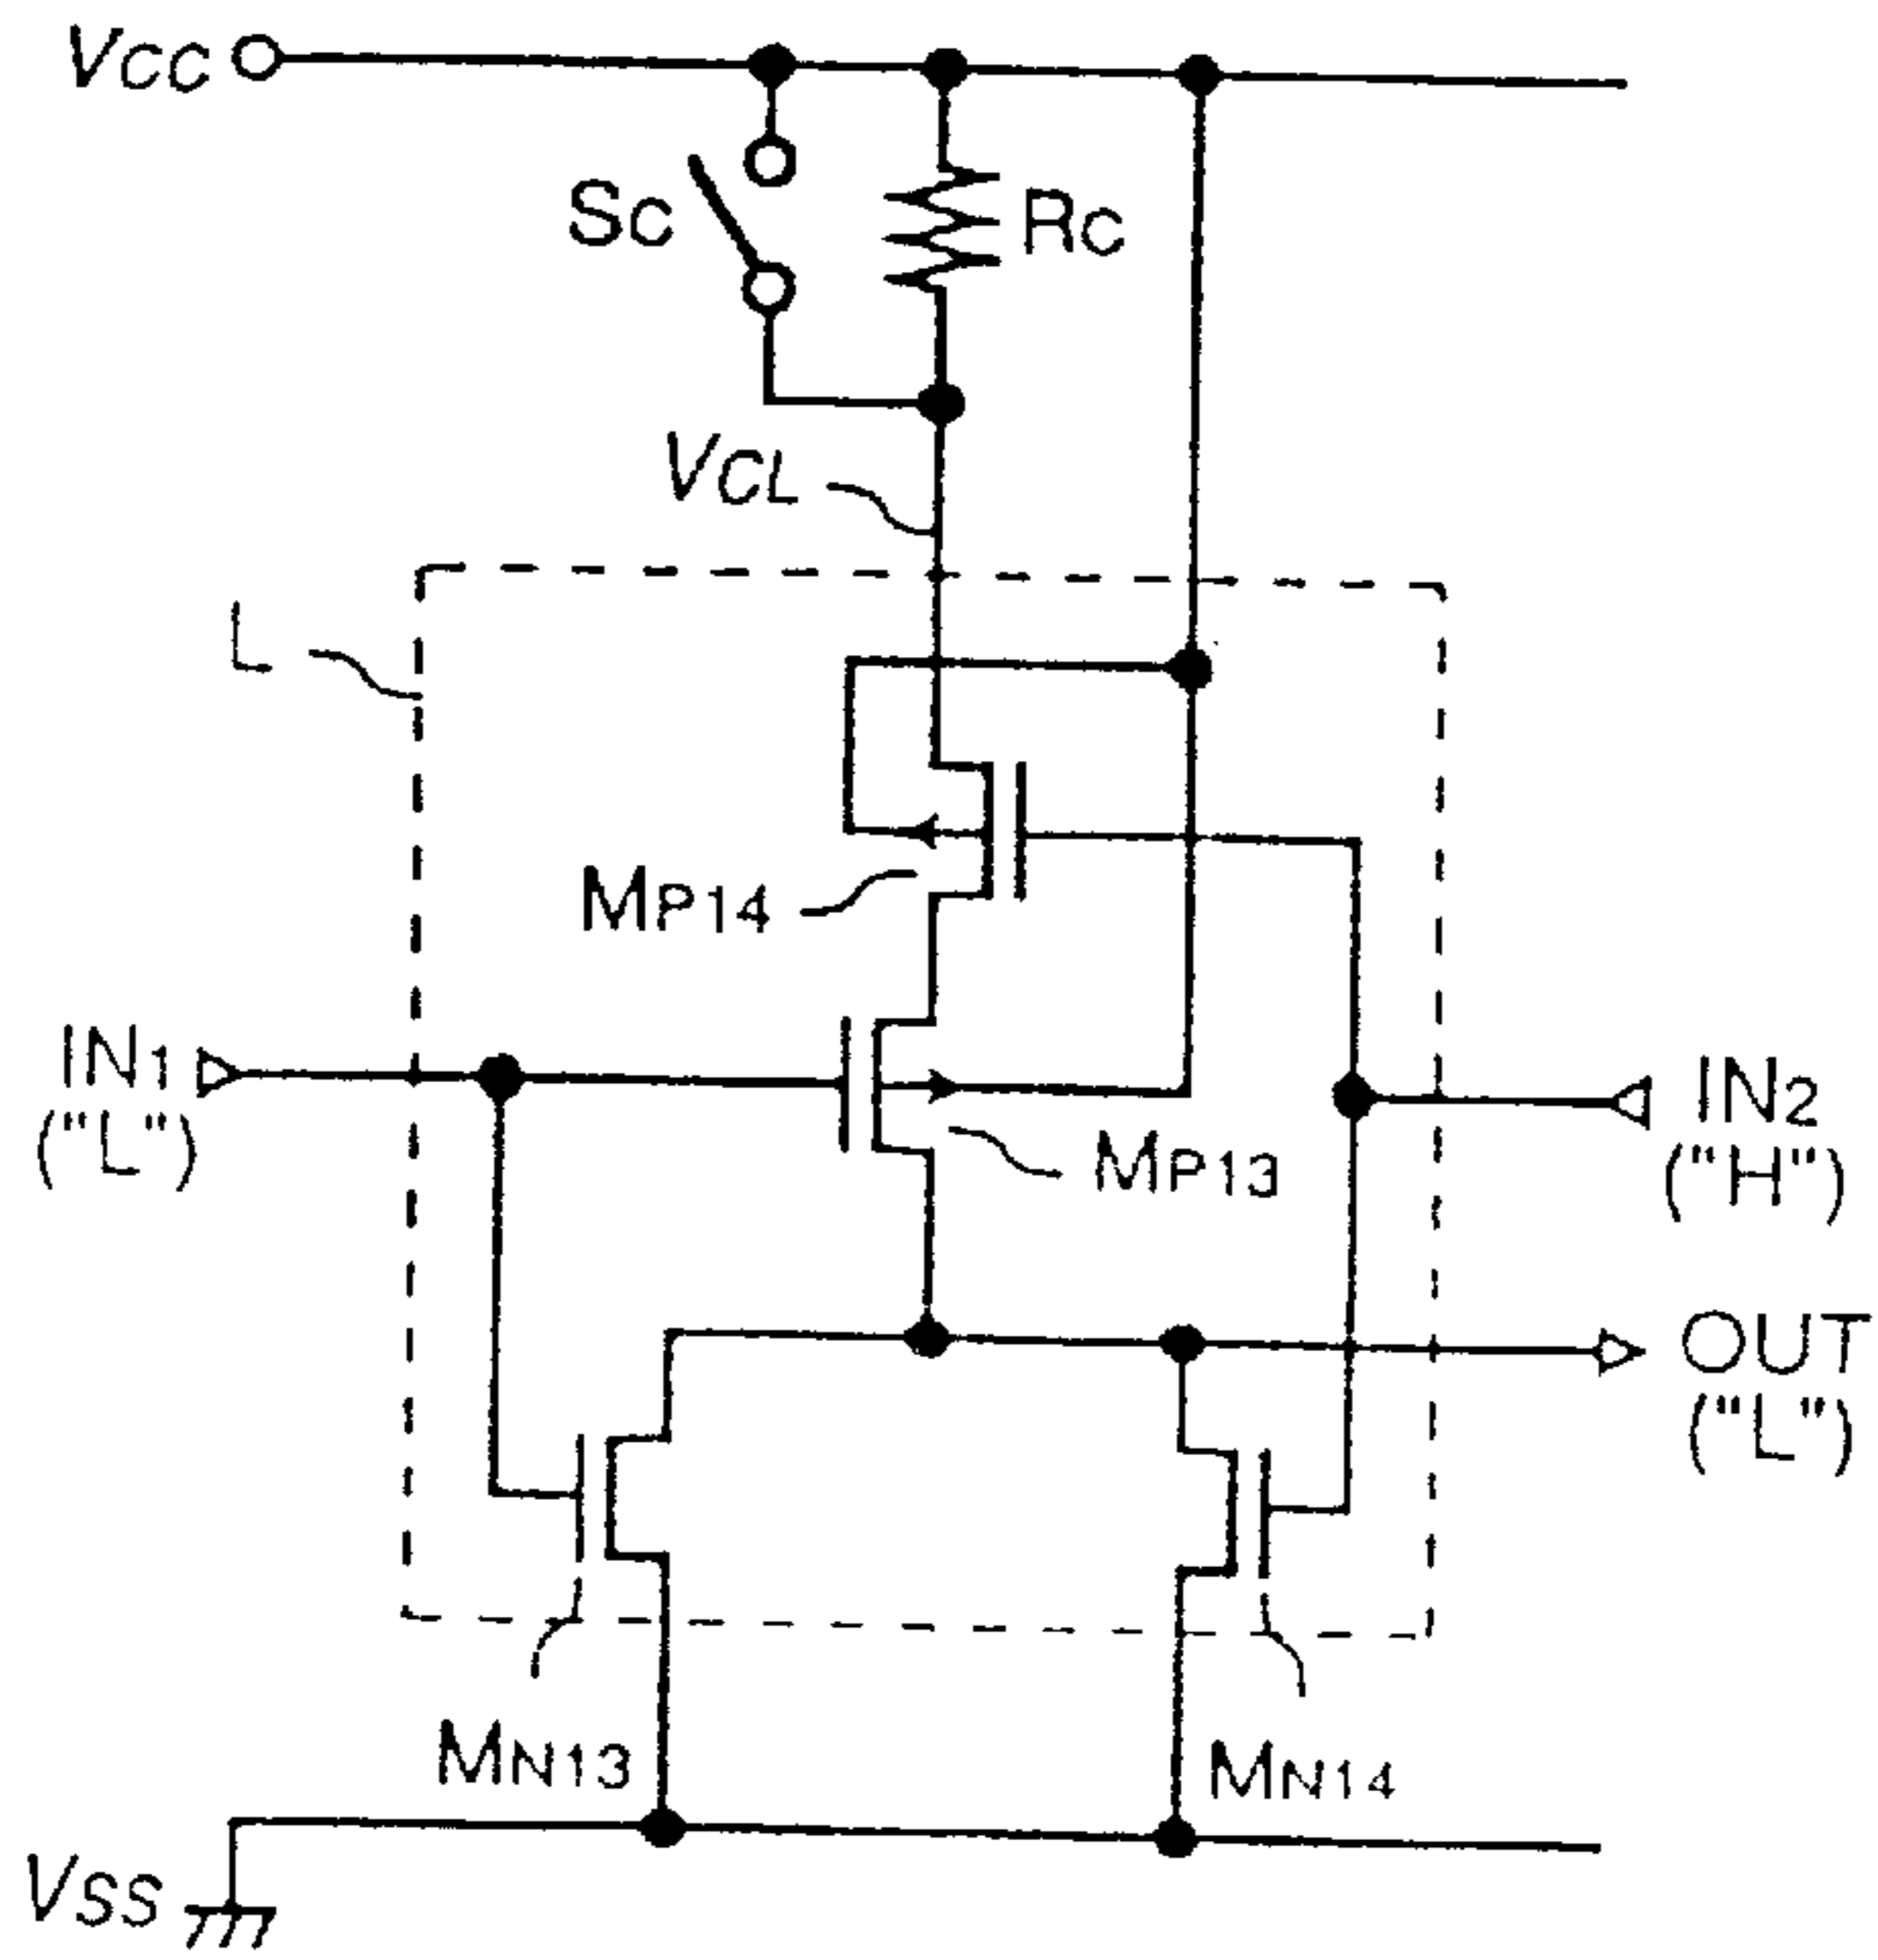 VCC
SC
RC
VCL
L
MP14
IN1
("L")
MP13
IN2
("H")
OUT
("L")
MN13
MN14
VSS